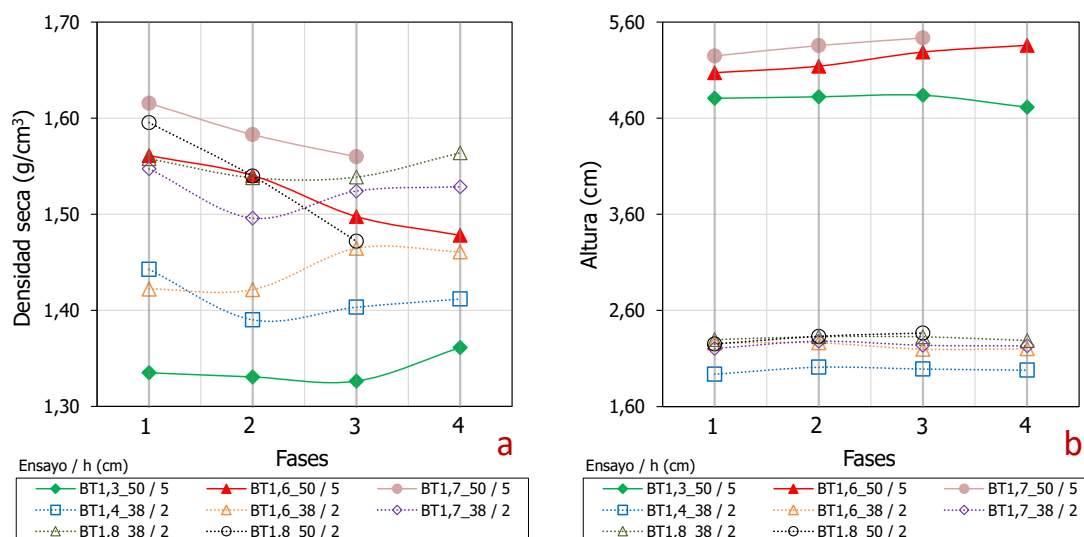 1,70
1,60
1,50
1,40
1,30
Densidad seca (g/cm³)
1 2 3 4
Fases
a
Ensayo / h (cm)
BT1,3_50 / 5 BT1,6_50 / 5 BT1,7_50 / 5
BT1,4_38 / 2 BT1,6_38 / 2 BT1,7_38 / 2
BT1,8_38 / 2 BT1,8_50 / 2
5,60
4,60
3,60
2,60
1,60
Altura (cm)
1 2 3 4
Fases
b
Ensayo / h (cm)
BT1,3_50 / 5 BT1,6_50 / 5 BT1,7_50 / 5
BT1,4_38 / 2 BT1,6_38 / 2 BT1,7_38 / 2
BT1,8_38 / 2 BT1,8_50 / 2